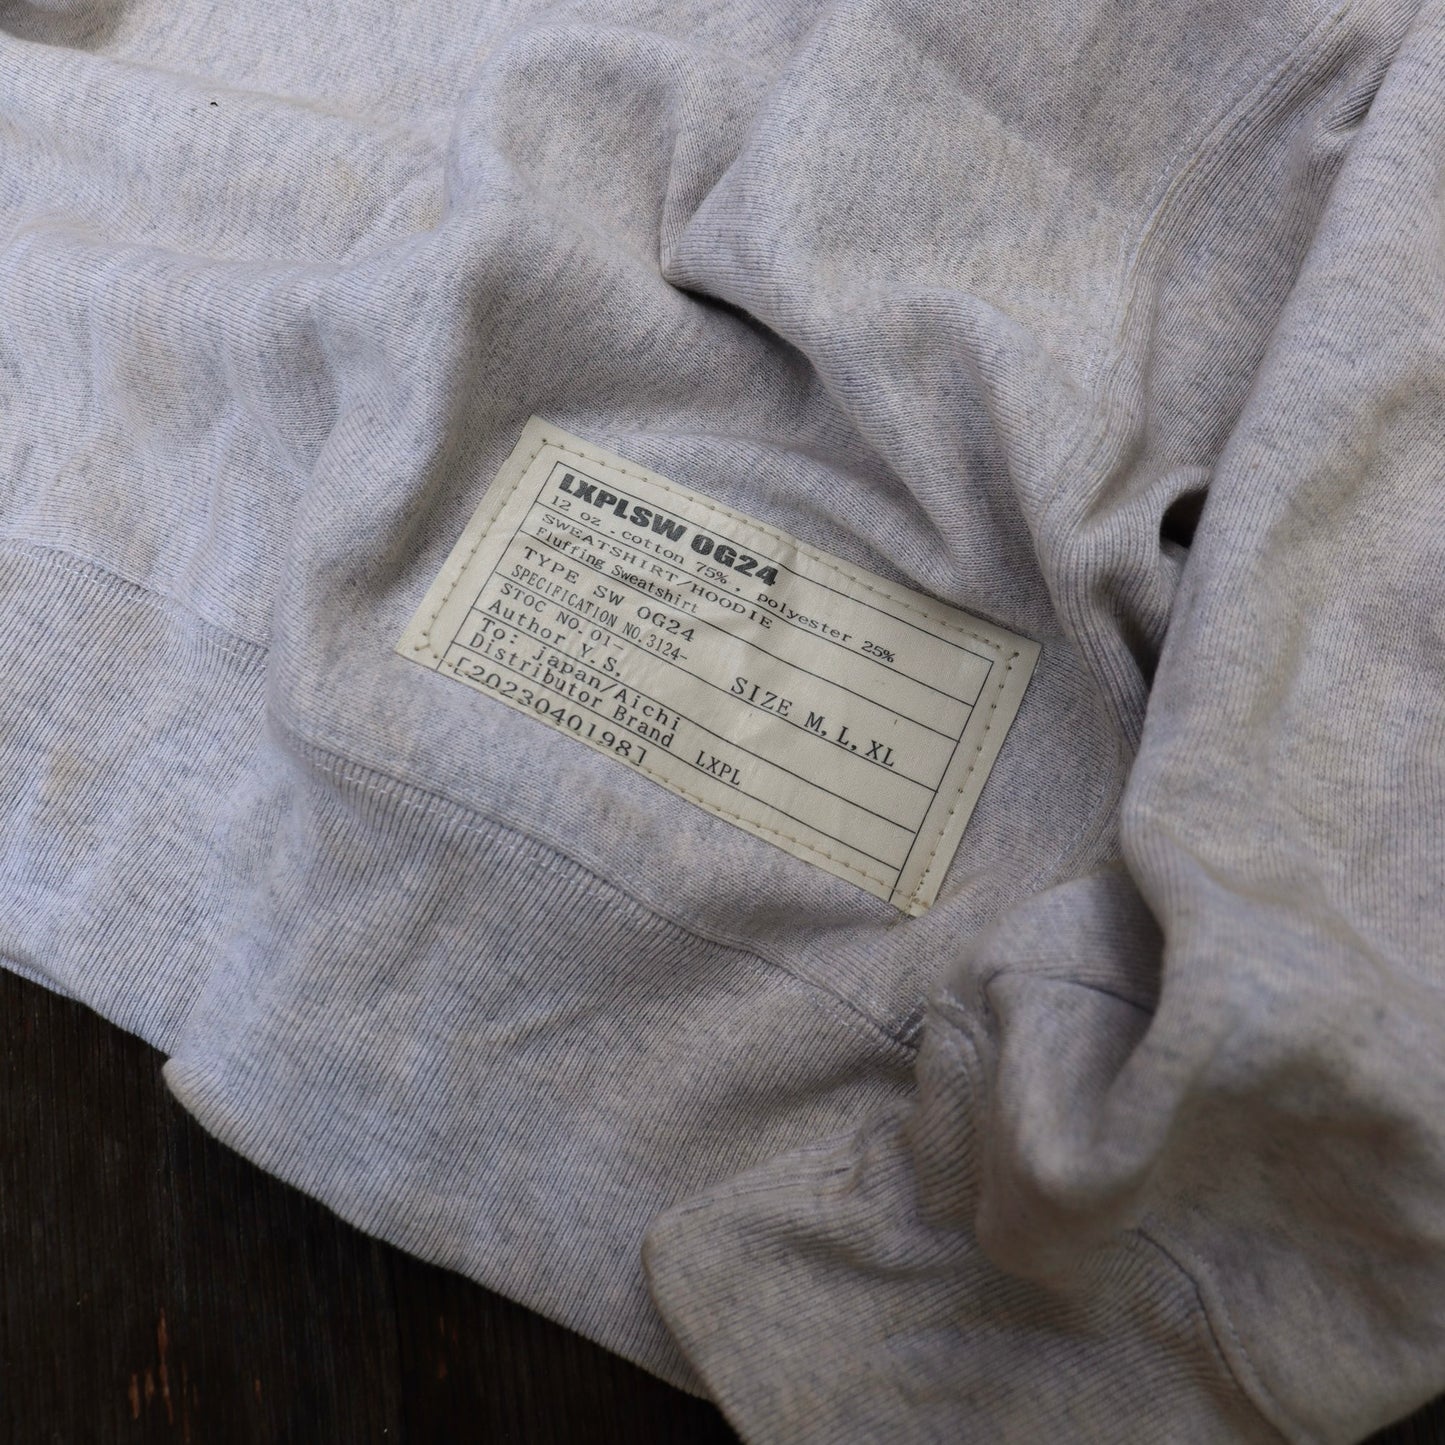 LXPLSW OG24
12 oz . cotton 75% , polyester 25%
SWEATSHIRT/HOODIE
Fluffing Sweatshirt
TYPE SW OG24
SPECIFICATION NO.3124- SIZE M, L, XL
STOC NO.01
Author Y.S,
To: japan/Aichi
Distributor Brand LXPL
[2023040198]